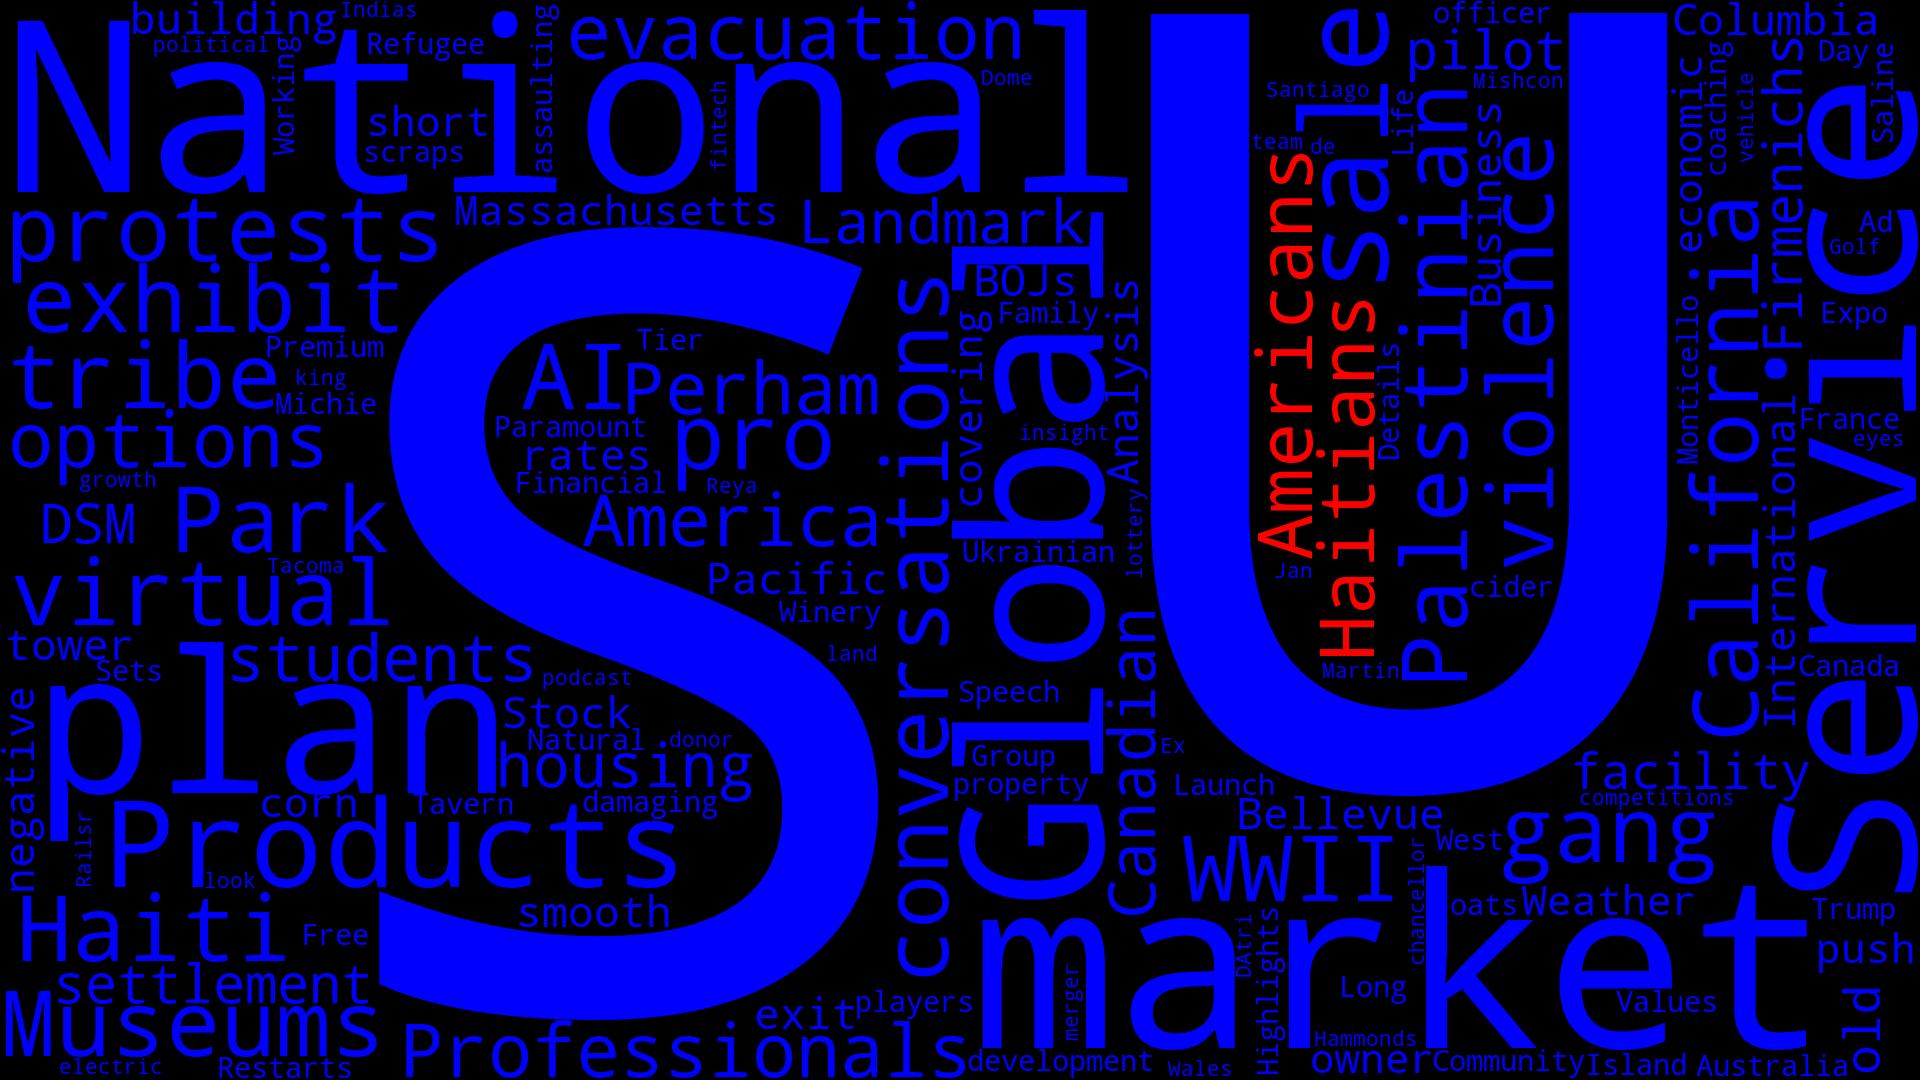 National
building
Indias
political
Working
Refugee
short
scraps
assaulting
evacuation
fintech
Dome
protests
Massachusetts
Landmark
exhibit
tribe
Premium
king
Michie
options
growth
DSM
Park
virtual
Tacoma
tower
Sets
students
negative
plan
S
AI
Tier
Perham
Paramount
rates
pro
Financial
Reya
America
Pacific
Winery
land
podcast
Stock
Natural
donor
housing
corn
Tavern
damaging
Products
Railsr
look
smooth
Haiti
Free
settlement
Museums
electric
Restarts
Professionals
exit
players
conversations
Global
BOJs
Family
covering
Analysis
insight
lottery
Ukrainian
Speech
Group
property
Canadian
Ex
Launch
U
Santiago
team
de
sale
Americans
Haitians
Jan
Martin
Life
Details
Palestinian
officer
pilot
Mishcon
Business
violence
cider
Columbia
economic
coaching
vehicle
Monticello.
California
Firmenichs
•
International
Day
Saline
Service
Ad
Golf
Expo
France
eyes
Canada
facility
competitions
Bellevue
West
gang
WWII
chancellor
oats
Weather
Trump
push
market
merger
DAtri
Highlights
Long
Values
old
Hammonds
development
Wales
owner
Community
Island
Australia